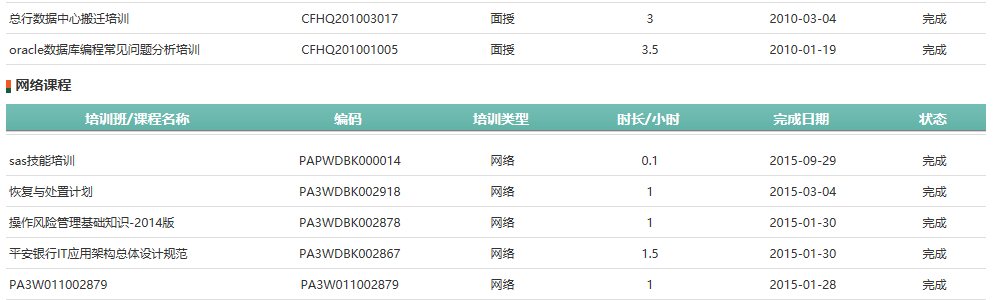 总行数据中心搬迁培训 CFHQ201003017 面授 3 2010-03-04 完成
oracle数据库编程常见问题分析培训 CFHQ201001005 面授 3.5 2010-01-19 完成
网络课程
培训班/课程名称 编码 培训类型 时长/小时 完成日期 状态
sas技能培训 PAPWDBK000014 网络 0.1 2015-09-29 完成
恢复与处置计划 PA3WDBK002918 网络 1 2015-03-04 完成
操作风险管理基础知识-2014版 PA3WDBK002878 网络 1 2015-01-30 完成
平安银行IT应用架构总体设计规范 PA3WDBK002867 网络 1.5 2015-01-30 完成
PA3W011002879 PA3W011002879 网络 1 2015-01-28 完成